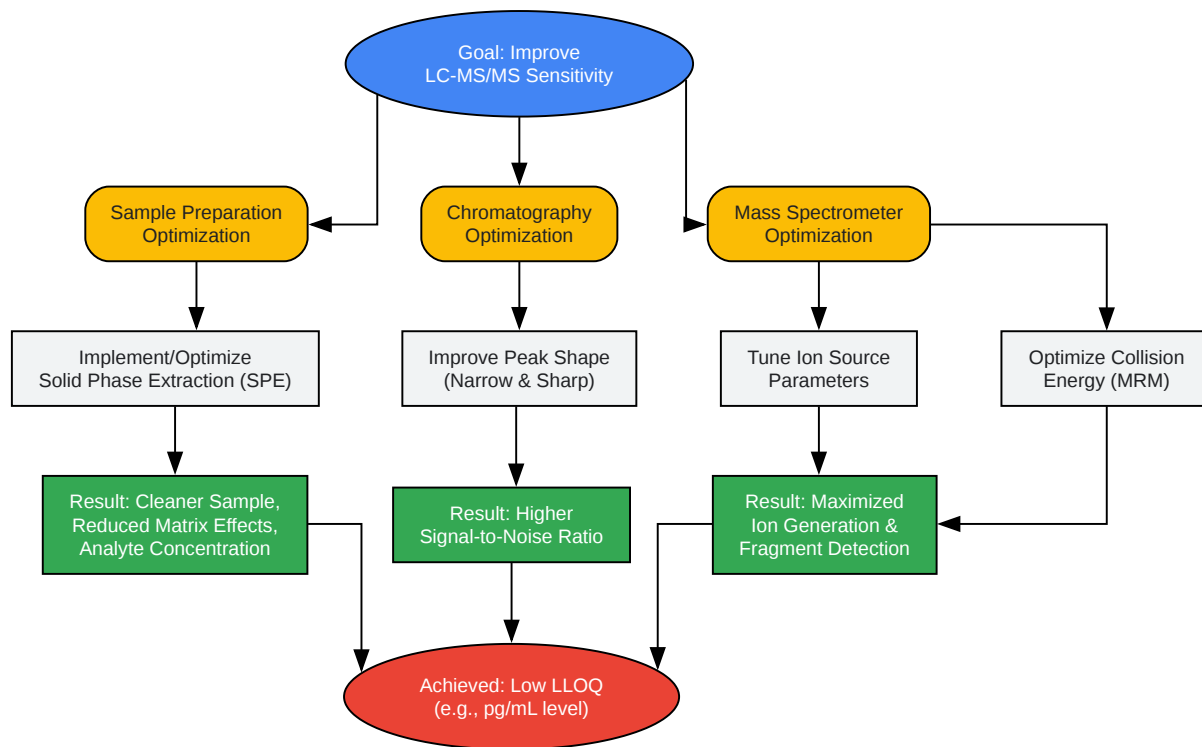 Goal: Improve
LC-MS/MS Sensitivity
Sample Preparation
Optimization
Chromatography
Optimization
Mass Spectrometer
Optimization
Implement/Optimize
Solid Phase Extraction (SPE)
Improve Peak Shape
(Narrow & Sharp)
Tune Ion Source
Parameters
Optimize Collision
Energy (MRM)
Result: Cleaner Sample,
Reduced Matrix Effects,
Analyte Concentration
Result: Higher
Signal-to-Noise Ratio
Result: Maximized
Ion Generation &
Fragment Detection
Achieved: Low LLOQ
(e.g., pg/mL level)